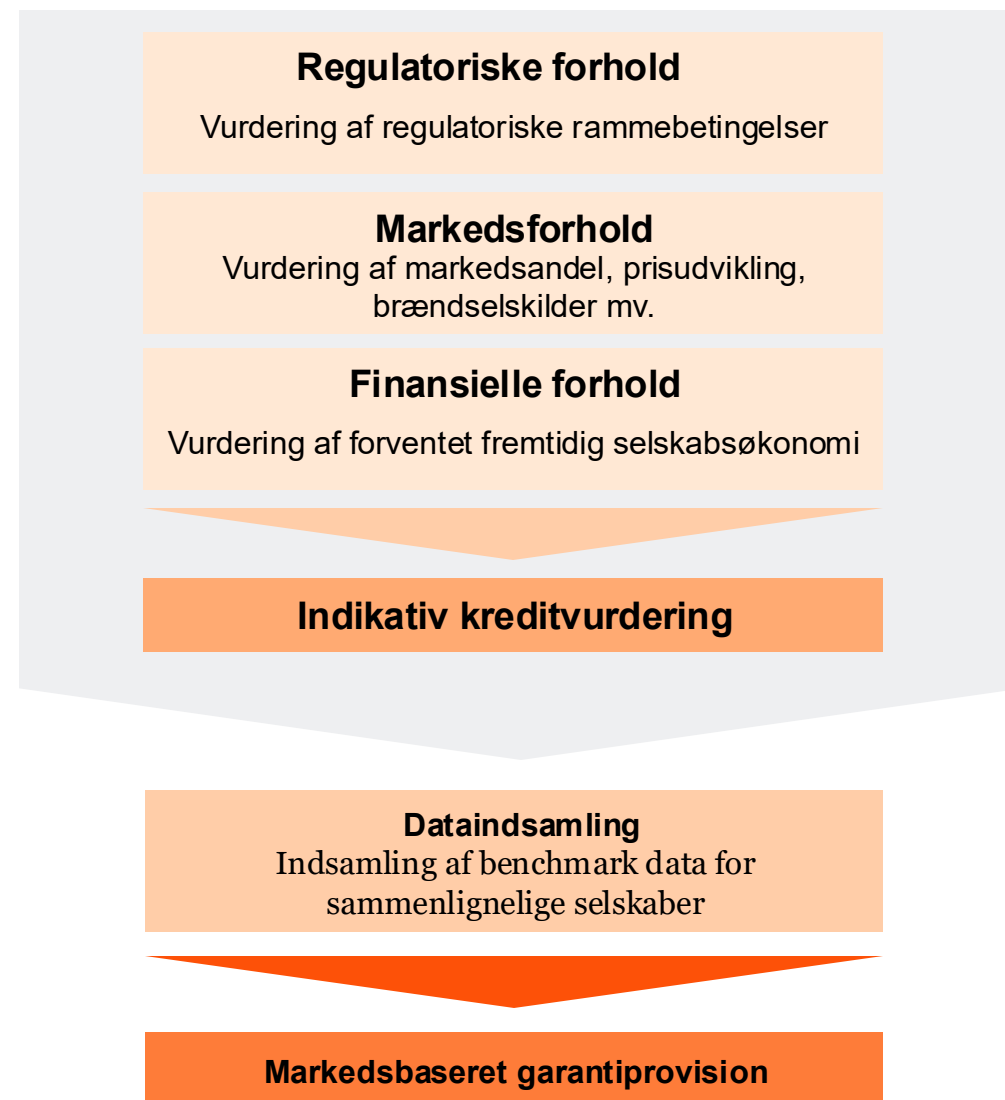 Regulatoriske forhold
Vurdering af regulatoriske rammebetingelser
Markedsforhold
Vurdering af markedsandel, prisudvikling,
brændselskilder mv.
Finansielle forhold
Vurdering af forventet fremtidig selskabsøkonomi
Indikativ kreditvurdering
Dataindsamling
Indsamling af benchmark data for
sammenlignelige selskaber
Markedsbaseret garantiprovision